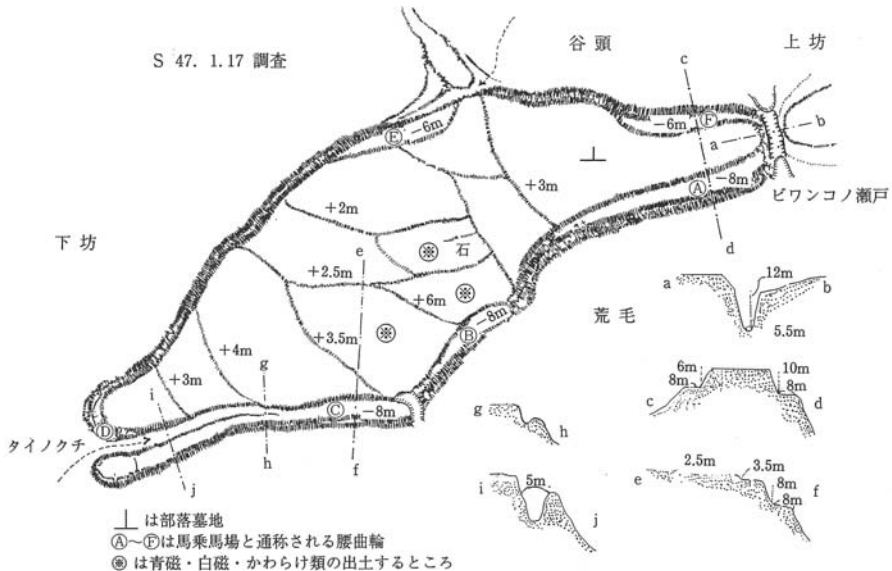 S 47. 1.17 調査
谷頭
上坊
c
Ⓔ
-6m
-6m
Ⓕ
a
b
+3m
Ⓐ
-8m
ビワンコノ瀬戸
d
+2m
下坊
e
※
石
+2.5m
※
+6m
荒毛
-8m
Ⓑ
※
+3.5m
+4m
g
+3m
i
Ⓒ
-8m
Ⓓ
タイノクチ
h
f
j
a
12m
b
5.5m
6m
10m
8m
8m
c
d
g
h
2.5m
3.5m
e
8m
f
8m
i
5m
j
⊥は部落墓地
Ⓐ~Ⓕは馬乗馬場と通称される腰曲輪
※は青磁・白磁・かわらけ類の出土するところ